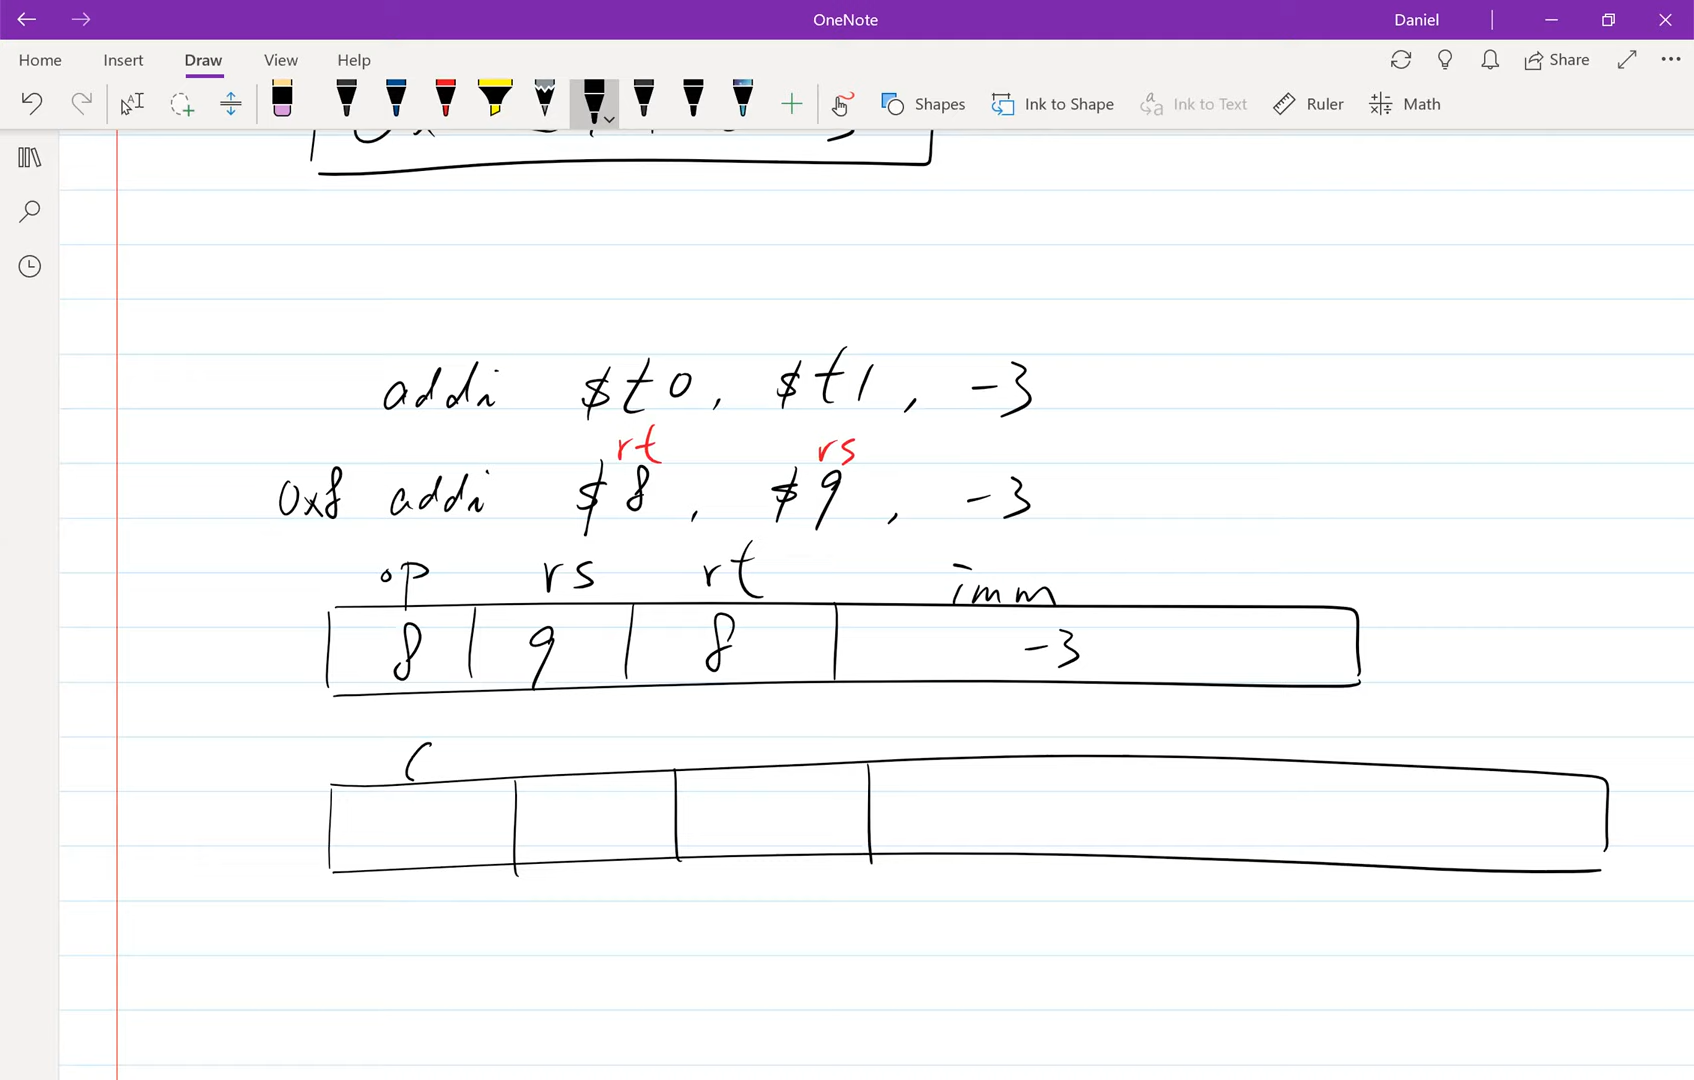 OneNote
Daniel
Home Insert Draw View Help
Share
Shapes Ink to Shape Ink to Text Ruler Math
addi $t0, $t1, -3
rt rs
0x8 addi $8, $9, -3
op rs rt imm
8 9 8 -3